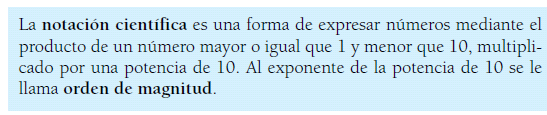 La notación científica es una forma de expresar números mediante el
producto de un número mayor o igual que 1 y menor que 10, multipli-
cado por una potencia de 10. Al exponente de la potencia de 10 se le
llama orden de magnitud.